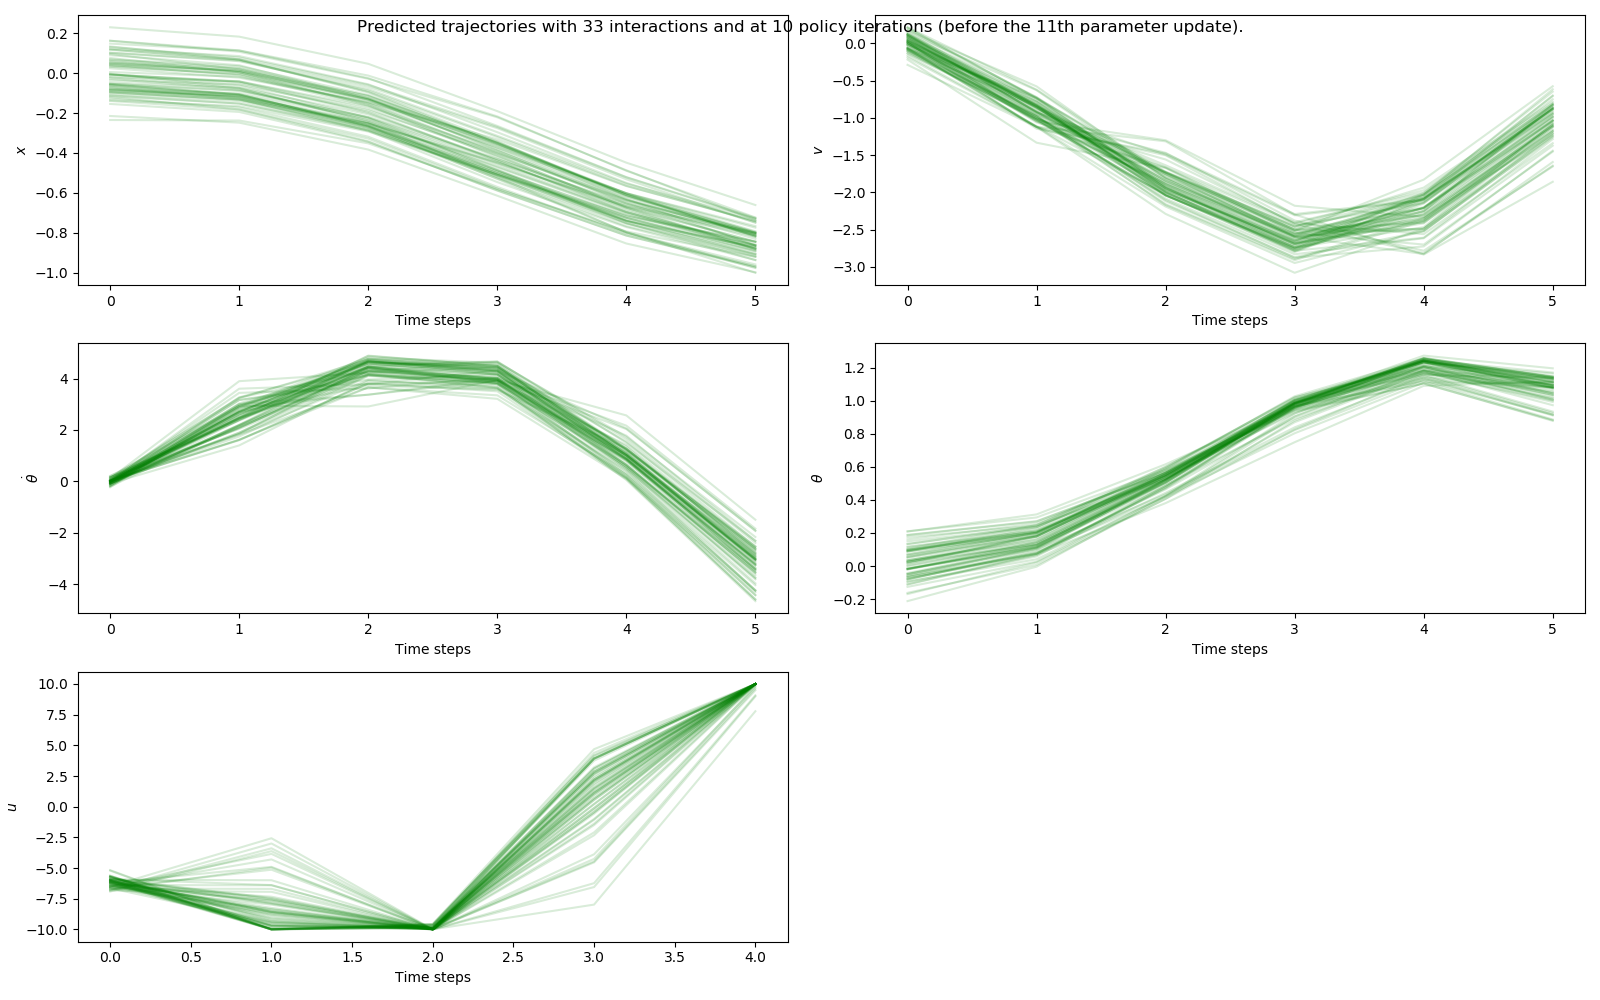 Predicted trajectories with 33 interactions and at 10 policy iterations (before the 11th parameter update).
0.2
0.0
−0.2
−0.4
−0.6
−0.8
−1.0
x
0 1 2 3 4 5
Time steps
0.0
−0.5
−1.0
−1.5
−2.0
−2.5
−3.0
v
0 1 2 3 4 5
Time steps
4
2
0
−2
−4
θ̇
0 1 2 3 4 5
Time steps
1.2
1.0
0.8
0.6
0.4
0.2
0.0
−0.2
θ
0 1 2 3 4 5
Time steps
10.0
7.5
5.0
2.5
0.0
−2.5
−5.0
−7.5
−10.0
u
0.0 0.5 1.0 1.5 2.0 2.5 3.0 3.5 4.0
Time steps